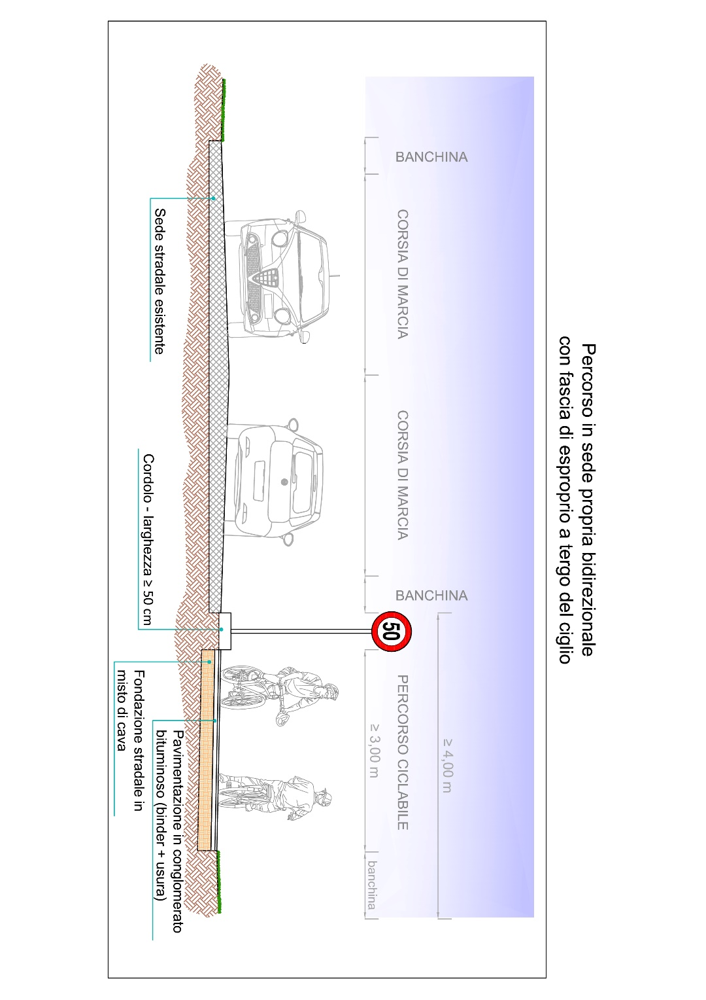 Percorso in sede propria bidirezionale
con fascia di esproprio a tergo del ciglio
≥ 4,00 m
BANCHINA
CORSIA DI MARCIA
CORSIA DI MARCIA
BANCHINA
PERCORSO CICLABILE
50
≥ 3,00 m
banchina
Sede stradale esistente
Cordolo - larghezza ≥ 50 cm
Pavimentazione in conglomerato
bituminoso (binder + usura)
Fondazione stradale in
misto di cava